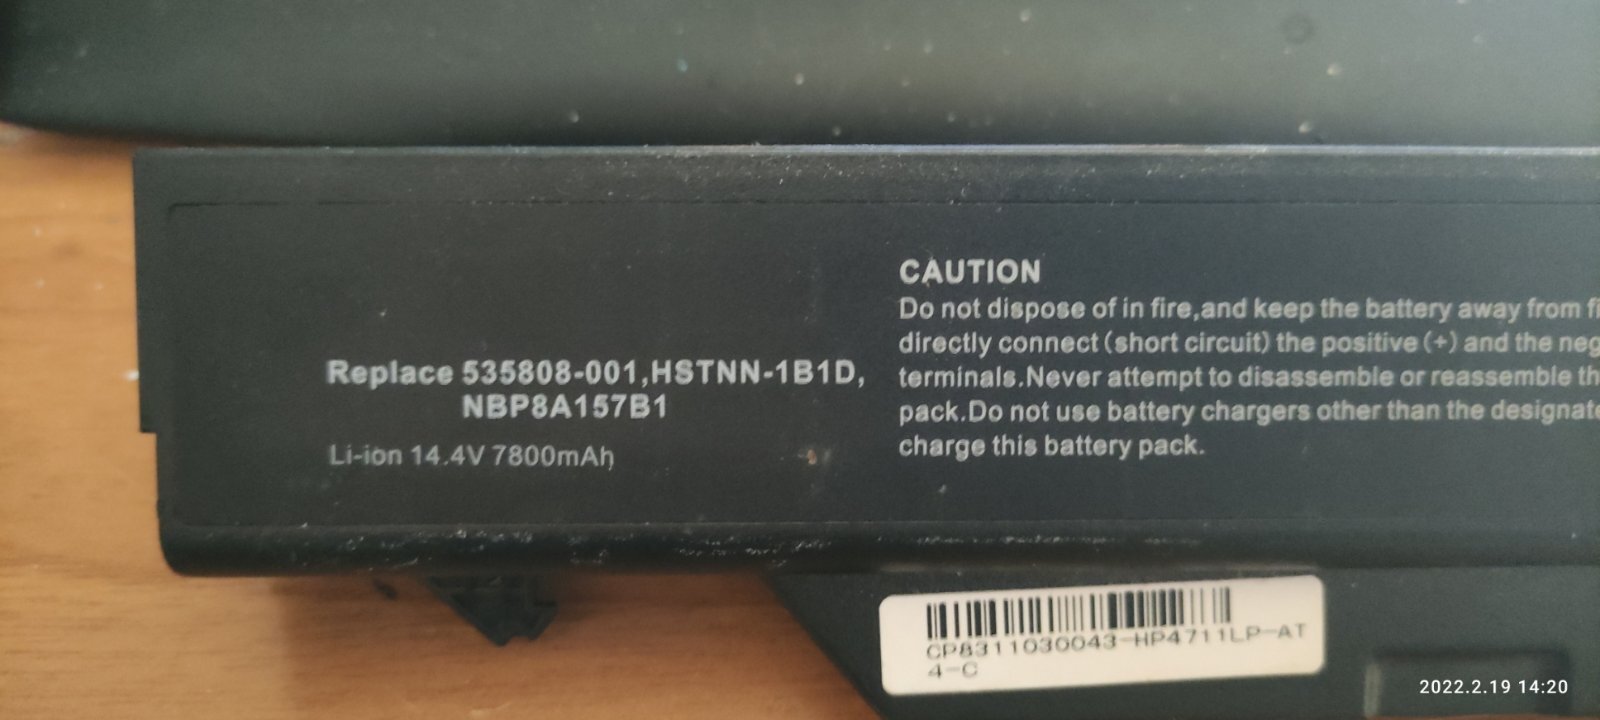 CAUTION
Do not dispose of in fire,and keep the battery away from
directly connect (short circuit) the positive (+) and the
terminals.Never attempt to disassemble or reassemble
pack.Do not use battery chargers other than the
charge this battery pack.
Replace 535808-001,HSTNN-1B1D,
NBP8A157B1
Li-ion 14.4V 7800mAh
CP8311030043-HP4711LP-AT
4-C
2022.2.19 14:20